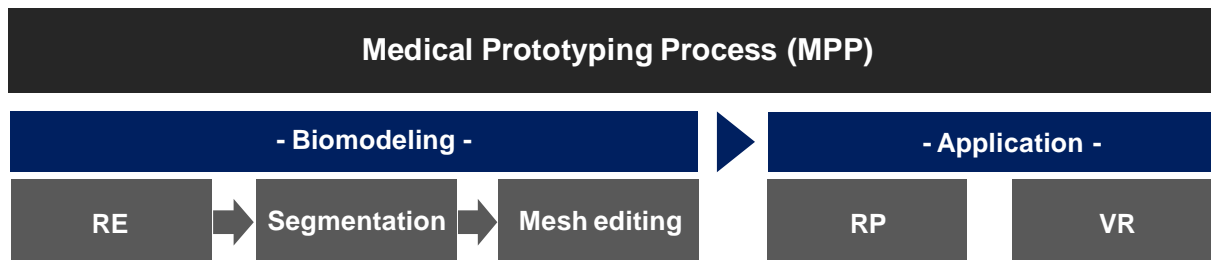 Medical Prototyping Process (MPP)
- Biomodeling -
- Application -
RE
Segmentation
Mesh editing
RP
VR